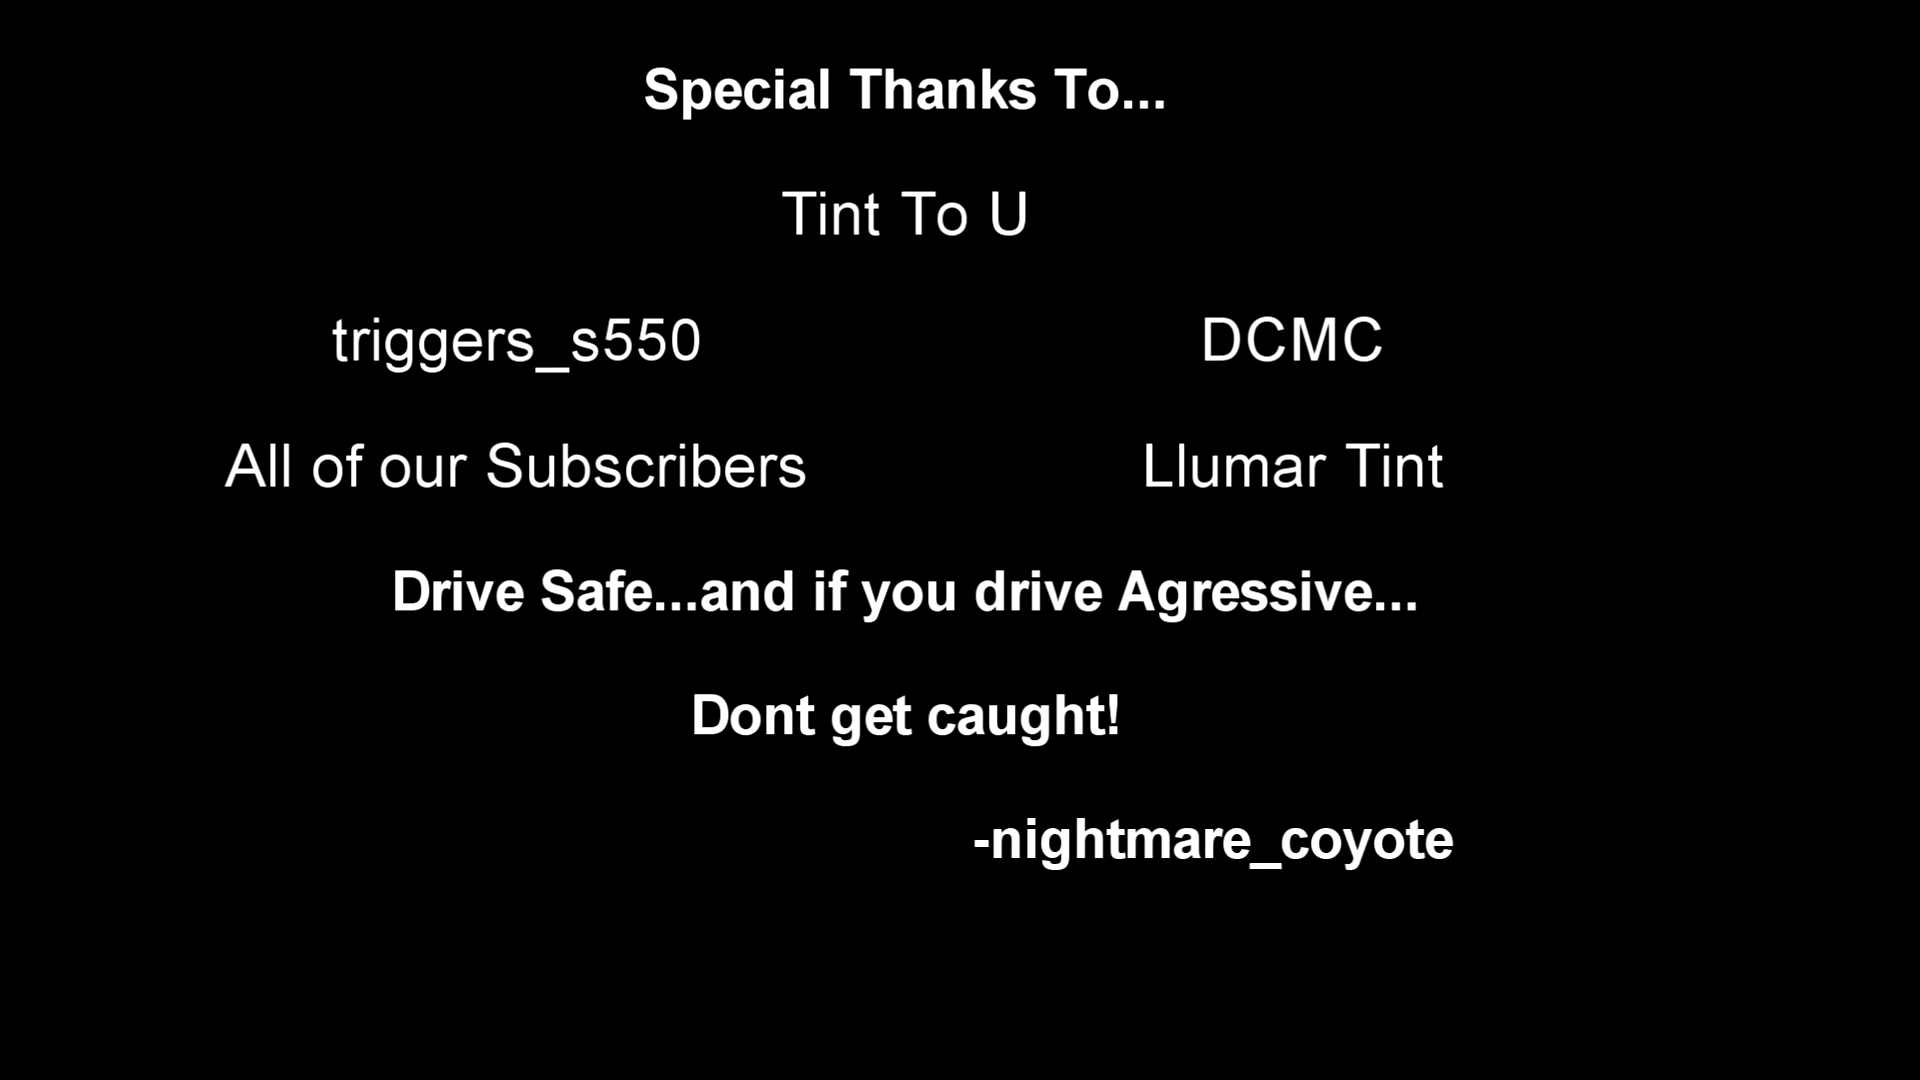 Special Thanks To...
Tint To U
triggers_s550 DCMC
All of our Subscribers Llumar Tint
Drive Safe...and if you drive Agressive...
Dont get caught!
-nightmare_coyote